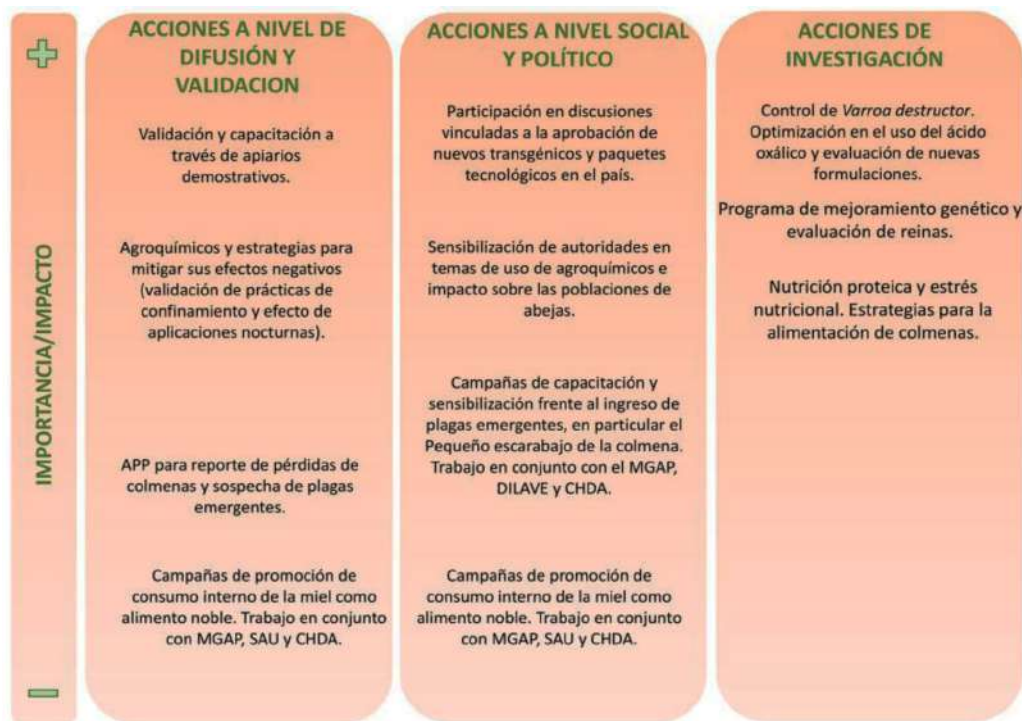 IMPORTANCIA/IMPACTO
ACCIONES A NIVEL DE
DIFUSIÓN Y
VALIDACION
Validación y capacitación a
través de apiarios
demostrativos.
Agroquímicos y estrategias para
mitigar sus efectos negativos
(validación de prácticas de
confinamiento y efecto de
aplicaciones nocturnas).
APP para reporte de pérdidas de
colmenas y sospecha de plagas
emergentes.
Campañas de promoción de
consumo interno de la miel como
alimento noble. Trabajo en conjunto
con MGAP, SAU y CHDA.
ACCIONES A NIVEL SOCIAL
Y POLÍTICO
Participación en discusiones
vinculadas a la aprobación de
nuevos transgénicos y paquetes
tecnológicos en el país.
Sensibilización de autoridades en
temas de uso de agroquímicos e
impacto sobre las poblaciones de
abejas.
Campañas de capacitación y
sensibilización frente al ingreso de
plagas emergentes, en particular el
Pequeño escarabajo de la colmena.
Trabajo en conjunto con el MGAP,
DILAVE y CHDA.
Campañas de promoción de
consumo interno de la miel como
alimento noble. Trabajo en conjunto
con MGAP, SAU y CHDA.
ACCIONES DE
INVESTIGACIÓN
Control de Varroa destructor.
Optimización en el uso del ácido
oxálico y evaluación de nuevas
formulaciones.
Programa de mejoramiento genético y
evaluación de reinas.
Nutrición proteica y estrés
nutricional. Estrategias para la
alimentación de colmenas.